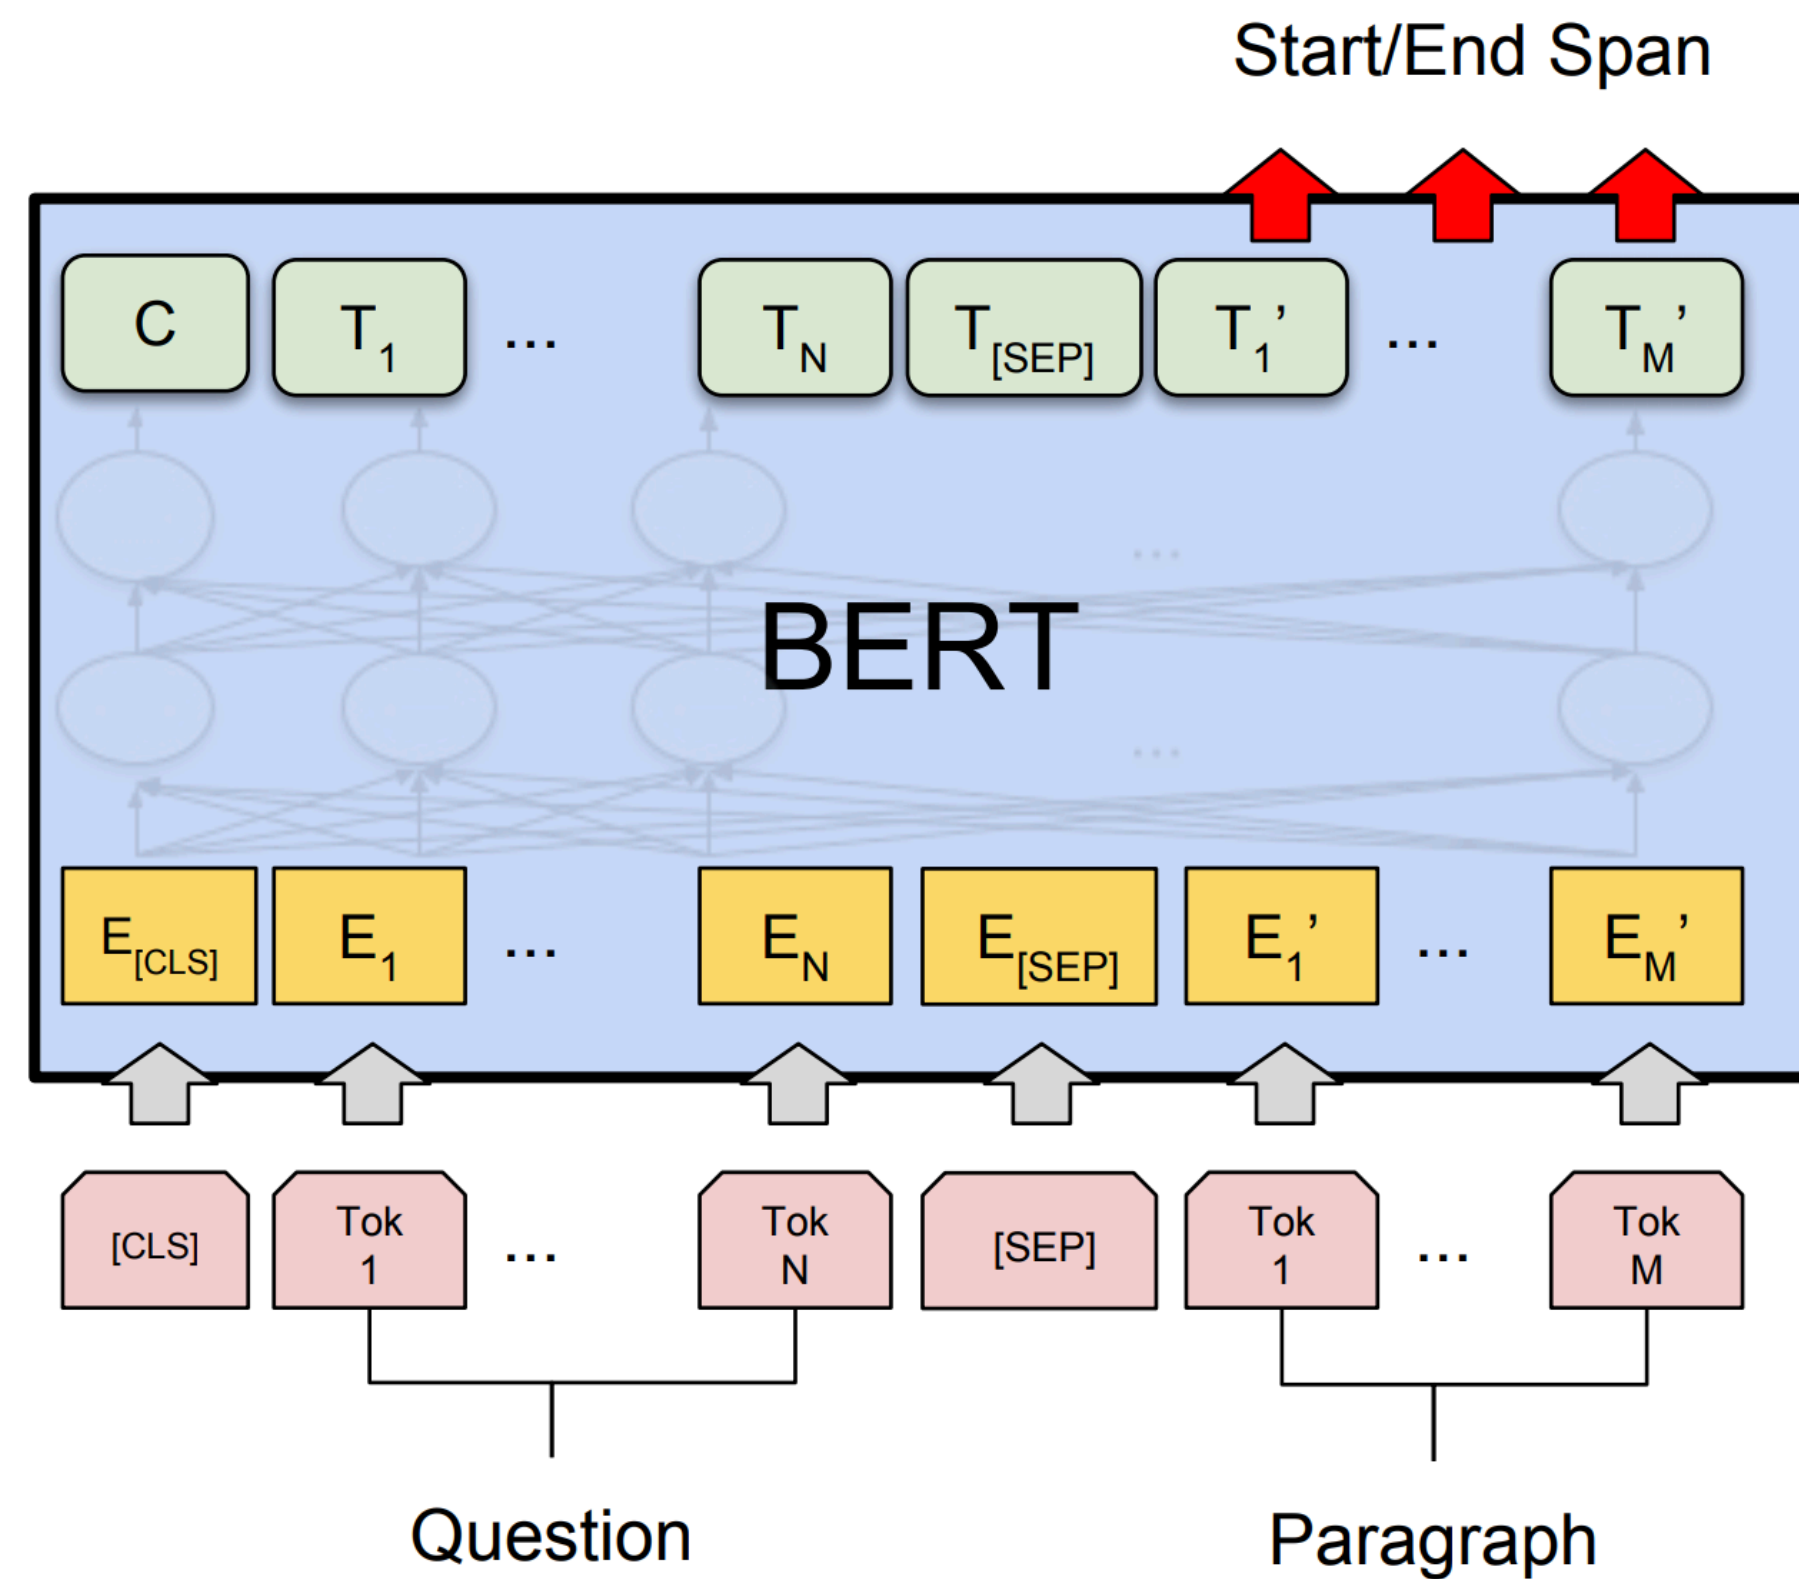 Start/End Span
C T1 ... TN T[SEP] T1’ ... TM’
...
BERT
...
E[CLS] E1 ... EN E[SEP] E1’ ... EM’
[CLS] Tok 1 ... Tok N [SEP] Tok 1 ... Tok M
Question Paragraph